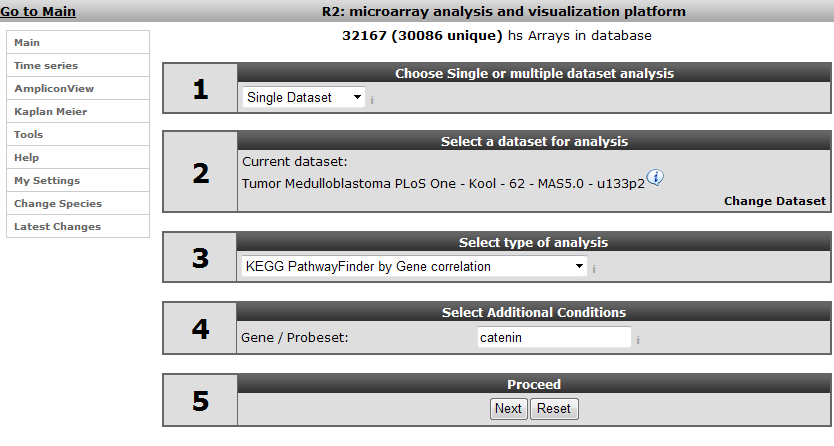 Go to Main
R2: microarray analysis and visualization platform
32167 (30086 unique) hs Arrays in database
Main
Time series
AmpliconView
Kaplan Meier
Tools
Help
My Settings
Change Species
Latest Changes
1
Choose Single or multiple dataset analysis
Single Dataset
i
2
Select a dataset for analysis
Current dataset:
Tumor Medulloblastoma PLoS One - Kool - 62 - MAS5.0 - u133p2 i
Change Dataset
3
Select type of analysis
KEGG PathwayFinder by Gene correlation
i
4
Select Additional Conditions
Gene / Probeset: catenin
i
5
Proceed
Next Reset